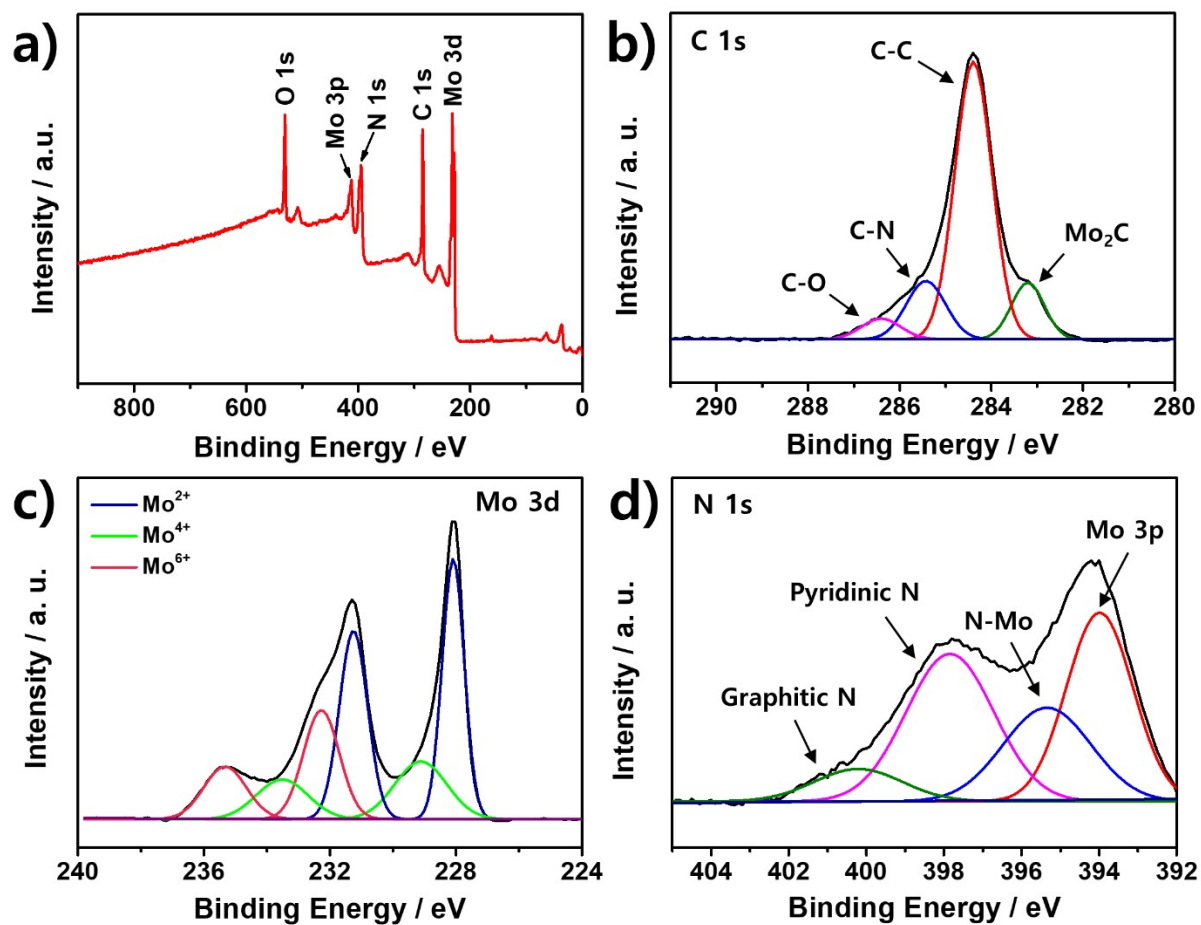 a)
O 1s
Mo 3p
N 1s
C 1s
Mo 3d
Intensity / a.u.
800 600 400 200 0
Binding Energy / eV
b)
C 1s
C-C
C-N
C-O
Mo₂C
Intensity / a.u.
290 288 286 284 282 280
Binding Energy / eV
c)
Mo²⁺
Mo⁴⁺
Mo⁶⁺
Mo 3d
Intensity / a. u.
240 236 232 228 224
Binding Energy / eV
d)
N 1s
Mo 3p
Pyridinic N
N-Mo
Graphitic N
Intensity / a. u.
404 402 400 398 396 394 392
Binding Energy / eV